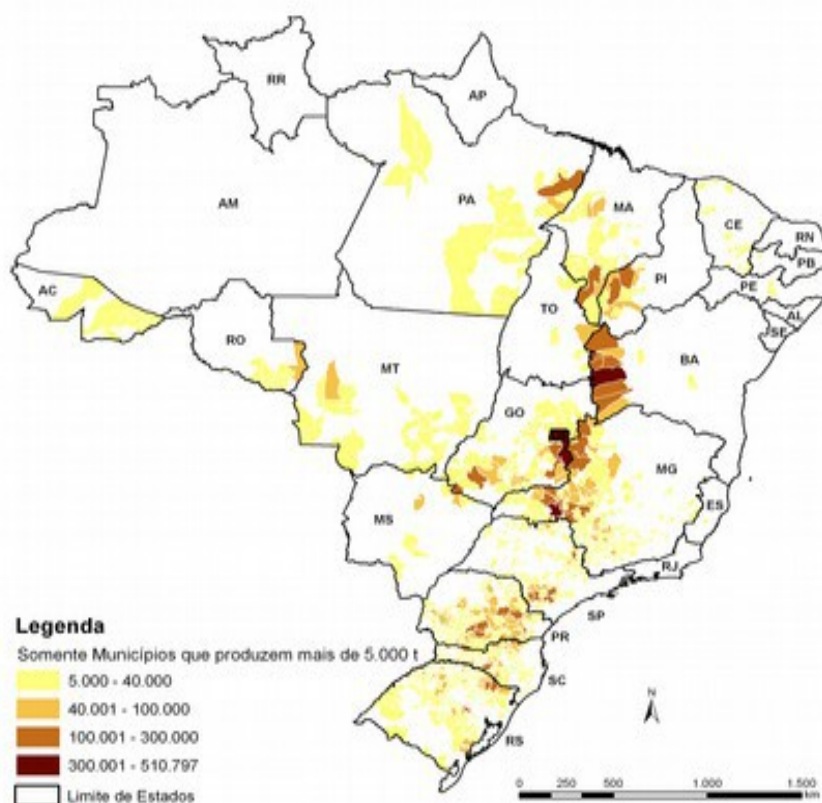 RR
AP
AM
PA
MA
CE
RN
PB
PE
AL
SE
PI
AC
TO
RO
BA
MT
GO
MG
ES
MS
RJ
SP
PR
SC
RS
Legenda
Somente Municípios que produzem mais de 5.000 t
5.000 - 40.000
40.001 - 100.000
100.001 - 300.000
300.001 - 510.797
Limite de Estados
N
0 250 500 1.000 1.500
km